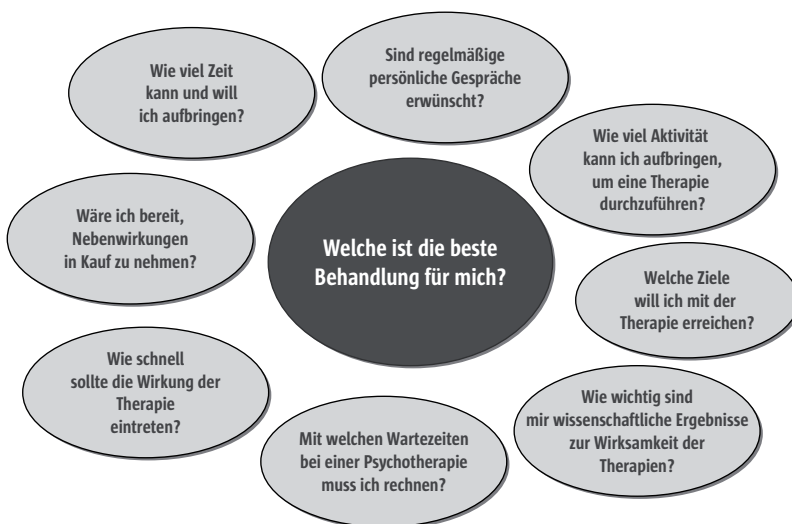 Wie viel Zeit
kann und will
ich aufbringen?
Sind regelmäßige
persönliche Gespräche
erwünscht?
Wie viel Aktivität
kann ich aufbringen,
um eine Therapie
durchzuführen?
Wäre ich bereit,
Nebenwirkungen
in Kauf zu nehmen?
Welche ist die beste
Behandlung für mich?
Welche Ziele
will ich mit der
Therapie erreichen?
Wie schnell
sollte die Wirkung der
Therapie
eintreten?
Mit welchen Wartezeiten
bei einer Psychotherapie
muss ich rechnen?
Wie wichtig sind
mir wissenschaftliche Ergebnisse
zur Wirksamkeit der
Therapien?